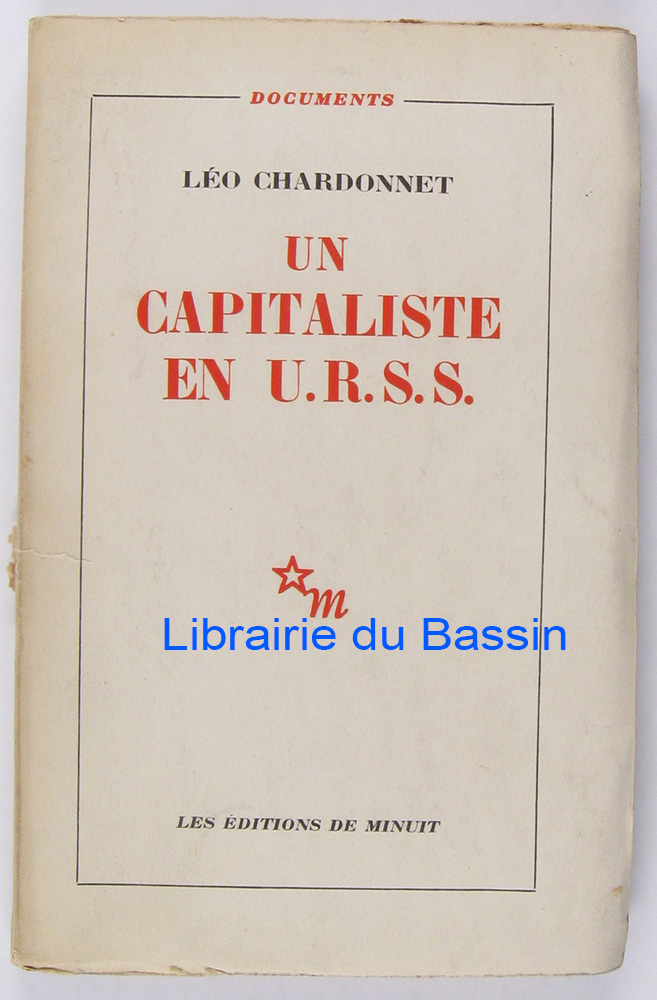 DOCUMENTS
LÉO CHARDONNET
UN
CAPITALISTE
EN U.R.S.S.
m
Librairie du Bassin
LES ÉDITIONS DE MINUIT